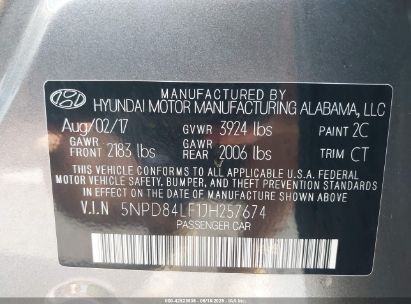 MANUFACTURED BY
HYUNDAI MOTOR MANUFACTURING ALABAMA, LLC
Aug/02/17 GVWR 3924 lbs PAINT 2C
GAWR FRONT 2183 lbs GAWR REAR 2006 lbs TRIM CT
THIS VEHICLE CONFORMS TO ALL APPLICABLE U.S.A. FEDERAL
MOTOR VEHICLE SAFETY, BUMPER, AND THEFT PREVENTION STANDARDS
IN EFFECT ON THE DATE OF MANUFACTURE SHOWN ABOVE.
V.I.N 5NPD84LF1JH257674
PASSENGER CAR